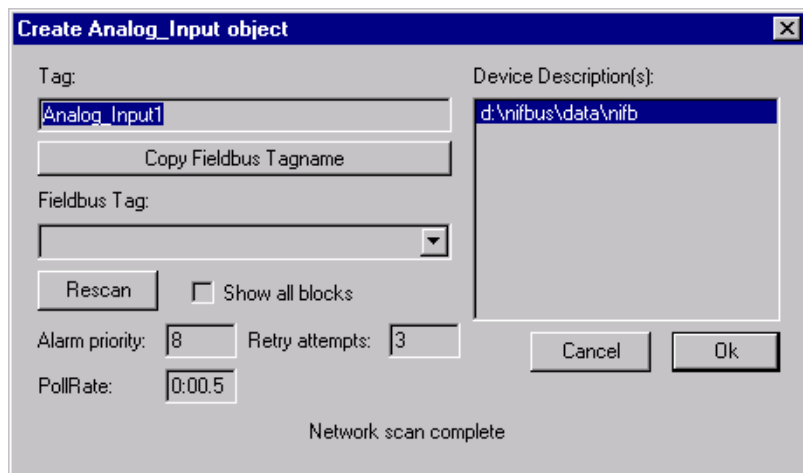 Create Analog_Input object
Tag:
Analog_Input1
Copy Fieldbus Tagname
Fieldbus Tag:
Rescan
Show all blocks
Alarm priority: 8 Retry attempts: 3
PollRate: 0:00.5
Device Description(s):
d:\nifbus\data\nifb
Cancel Ok
Network scan complete